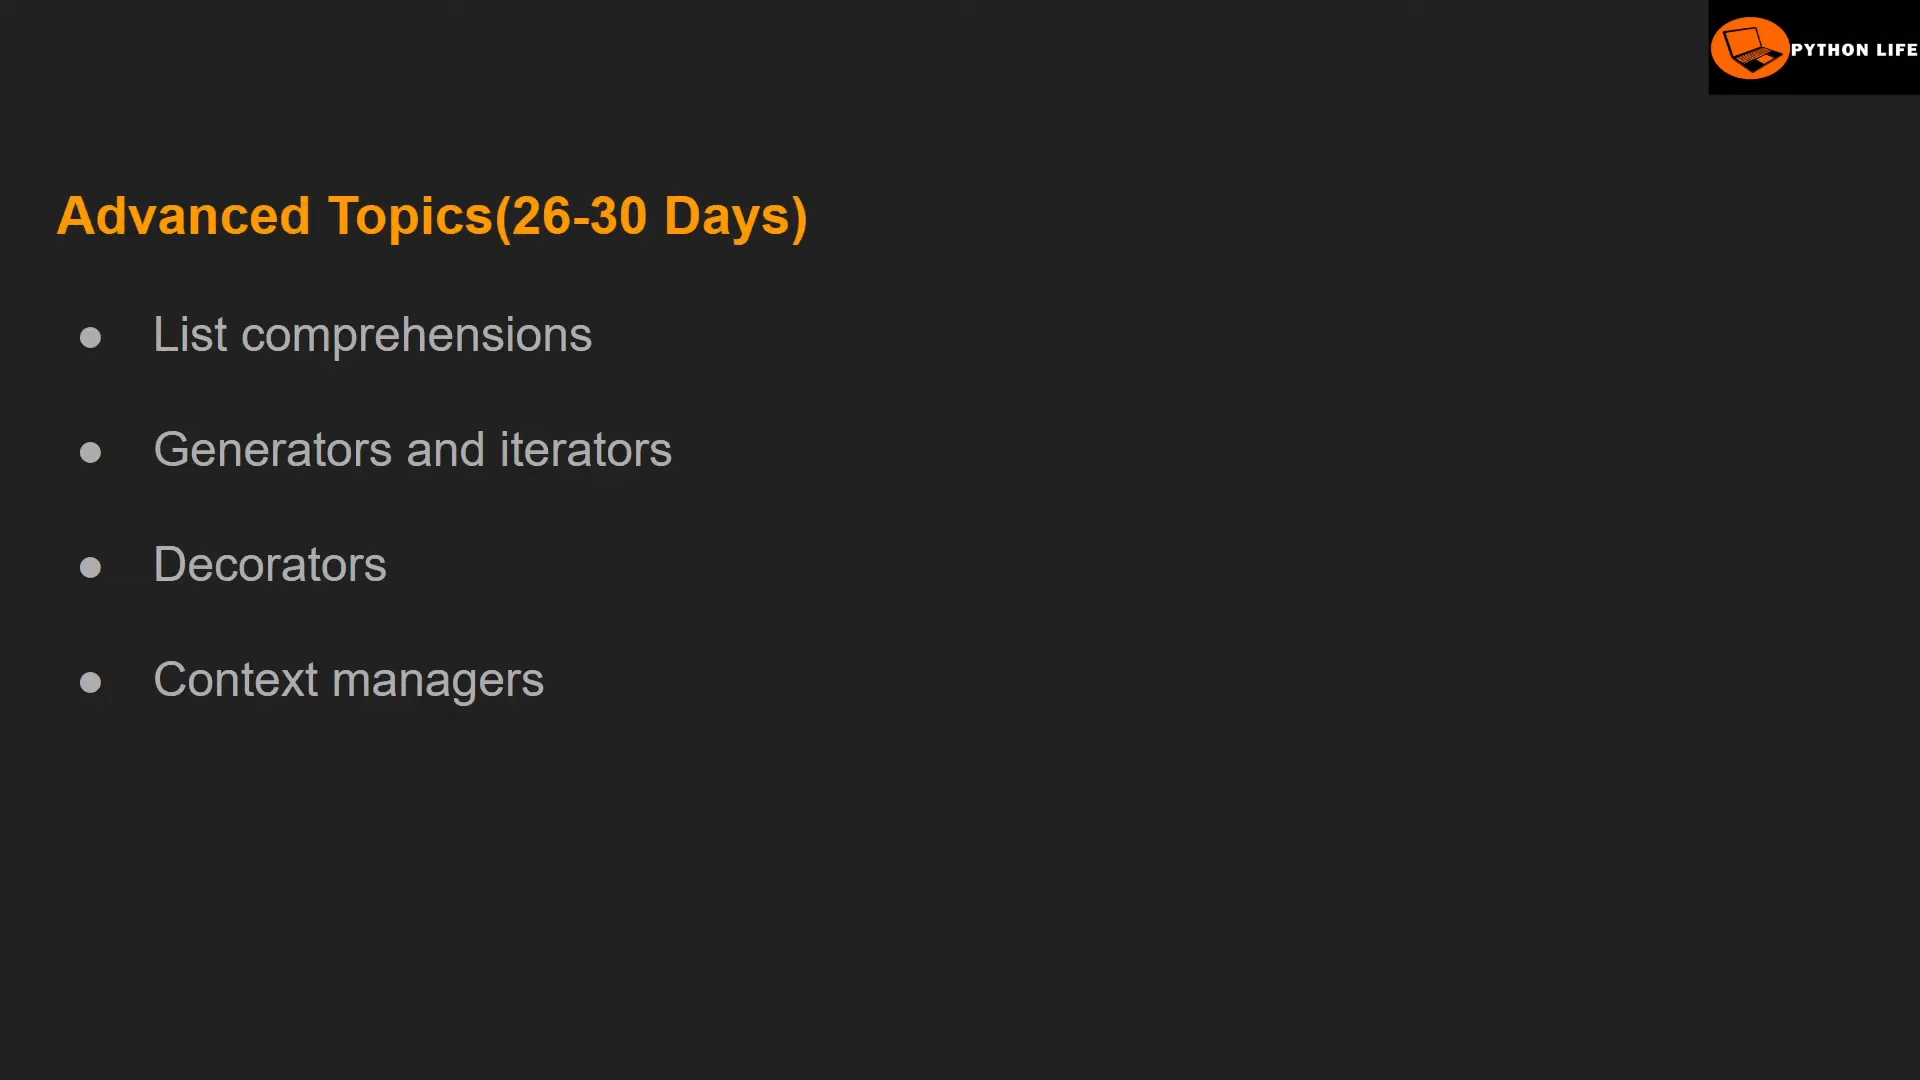 PYTHON LIFE
Advanced Topics(26-30 Days)
● List comprehensions
● Generators and iterators
● Decorators
● Context managers